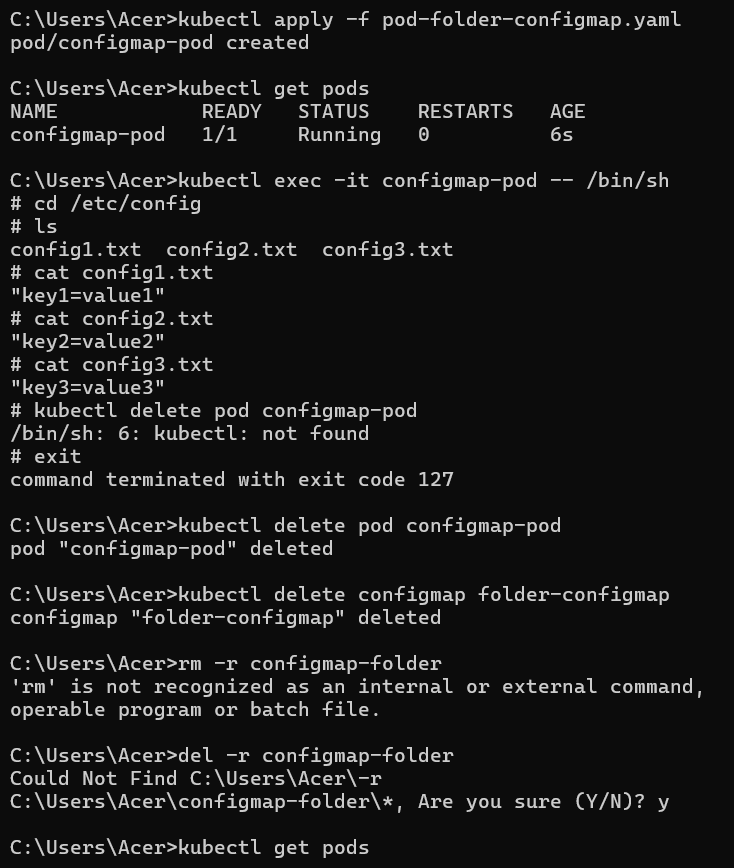 C:\Users\Acer>kubectl apply -f pod-folder-configmap.yaml
pod/configmap-pod created
C:\Users\Acer>kubectl get pods
NAME            READY   STATUS    RESTARTS   AGE
configmap-pod   1/1     Running   0          6s
C:\Users\Acer>kubectl exec -it configmap-pod -- /bin/sh
# cd /etc/config
# ls
config1.txt  config2.txt  config3.txt
# cat config1.txt
"key1=value1"
# cat config2.txt
"key2=value2"
# cat config3.txt
"key3=value3"
# kubectl delete pod configmap-pod
/bin/sh: 6: kubectl: not found
# exit
command terminated with exit code 127
C:\Users\Acer>kubectl delete pod configmap-pod
pod "configmap-pod" deleted
C:\Users\Acer>kubectl delete configmap folder-configmap
configmap "folder-configmap" deleted
C:\Users\Acer>rm -r configmap-folder
'rm' is not recognized as an internal or external command,
operable program or batch file.
C:\Users\Acer>del -r configmap-folder
Could Not Find C:\Users\Acer\-r
C:\Users\Acer\configmap-folder\*, Are you sure (Y/N)? y
C:\Users\Acer>kubectl get pods